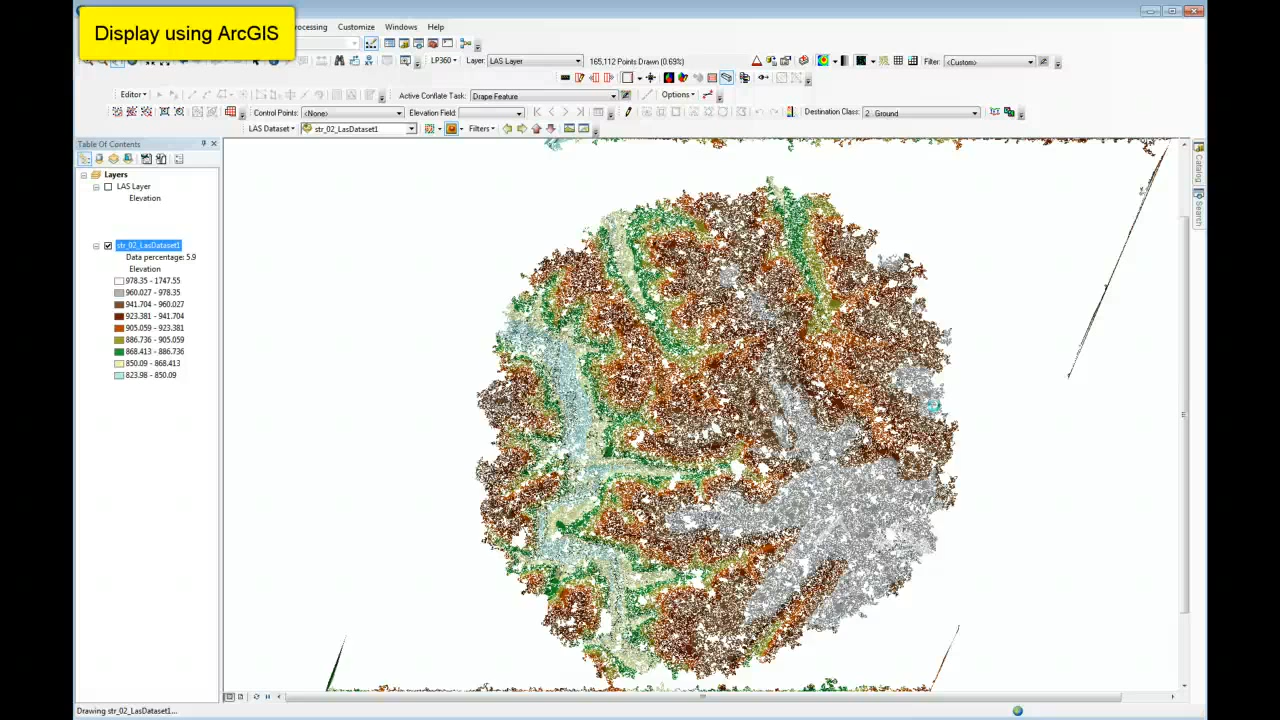 Display using ArcGIS
rocessing Customize Windows Help
LP360 Layer: LAS Layer 165,112 Points Drawn (0.69%) Filter: <Custom>
Editor Active Conflate Task: Drape Feature Options
Control Points: <None> Elevation Field: Destination Class: 2 Ground
LAS Dataset str_02_LasDataset1 Filters
Table Of Contents
Layers
LAS Layer
Elevation
str_02_LasDataset1
Data percentage: 5.9
Elevation
978.35 - 1747.55
960.027 - 978.35
941.704 - 960.027
923.381 - 941.704
905.059 - 923.381
886.736 - 905.059
868.413 - 886.736
850.09 - 868.413
823.98 - 850.09
Catalog
Search
Drawing str_02_LasDataset1...